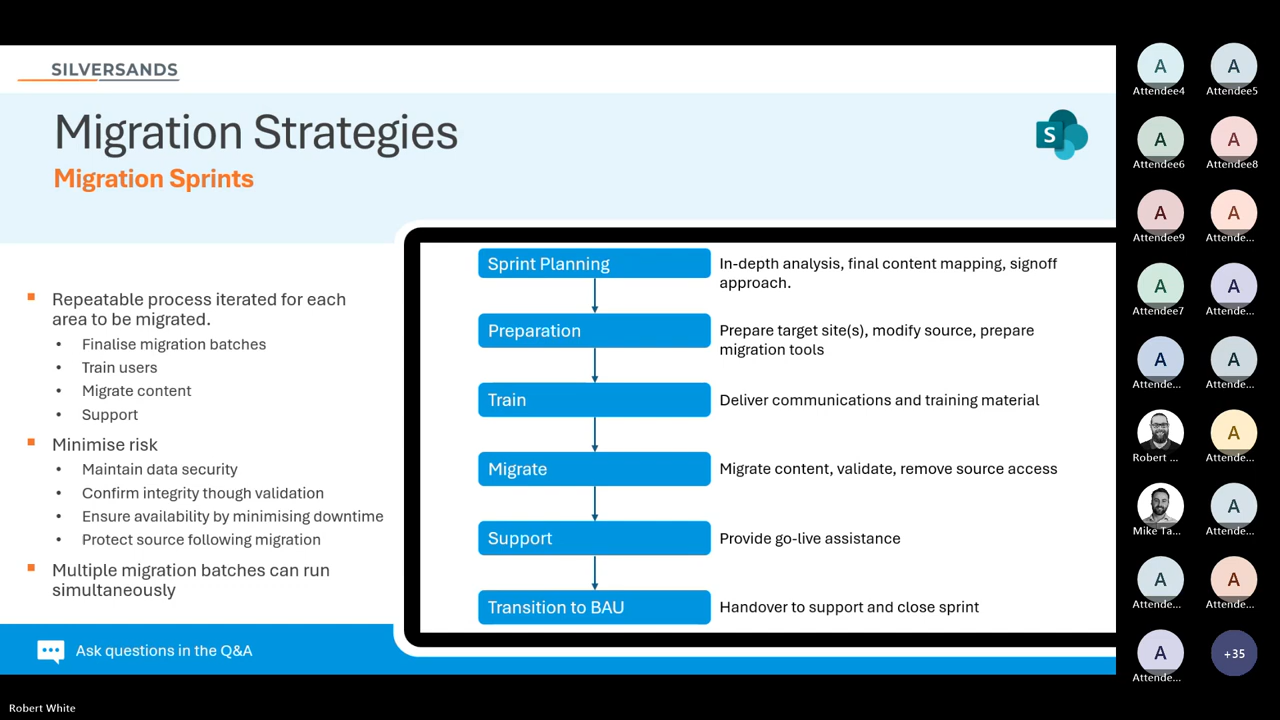 SILVERSANDS
Migration Strategies
Migration Sprints
S
Repeatable process iterated for each
area to be migrated.
Finalise migration batches
Train users
Migrate content
Support
Minimise risk
Maintain data security
Confirm integrity though validation
Ensure availability by minimising downtime
Protect source following migration
Multiple migration batches can run
simultaneously
Sprint Planning
In-depth analysis, final content mapping, signoff
approach.
Preparation
Prepare target site(s), modify source, prepare
migration tools
Train
Deliver communications and training material
Migrate
Migrate content, validate, remove source access
Support
Provide go-live assistance
Transition to BAU
Handover to support and close sprint
Ask questions in the Q&A
A A
Attendee4 Attendee5
A A
Attendee6 Attendee8
A A
Attendee9 Attende...
A A
Attendee7 Attende...
A A
Attende... Attende...
A
Robert ... Attende...
A
Mike Ta... Attende...
A A
Attende... Attende...
A +35
Attende...
Robert White